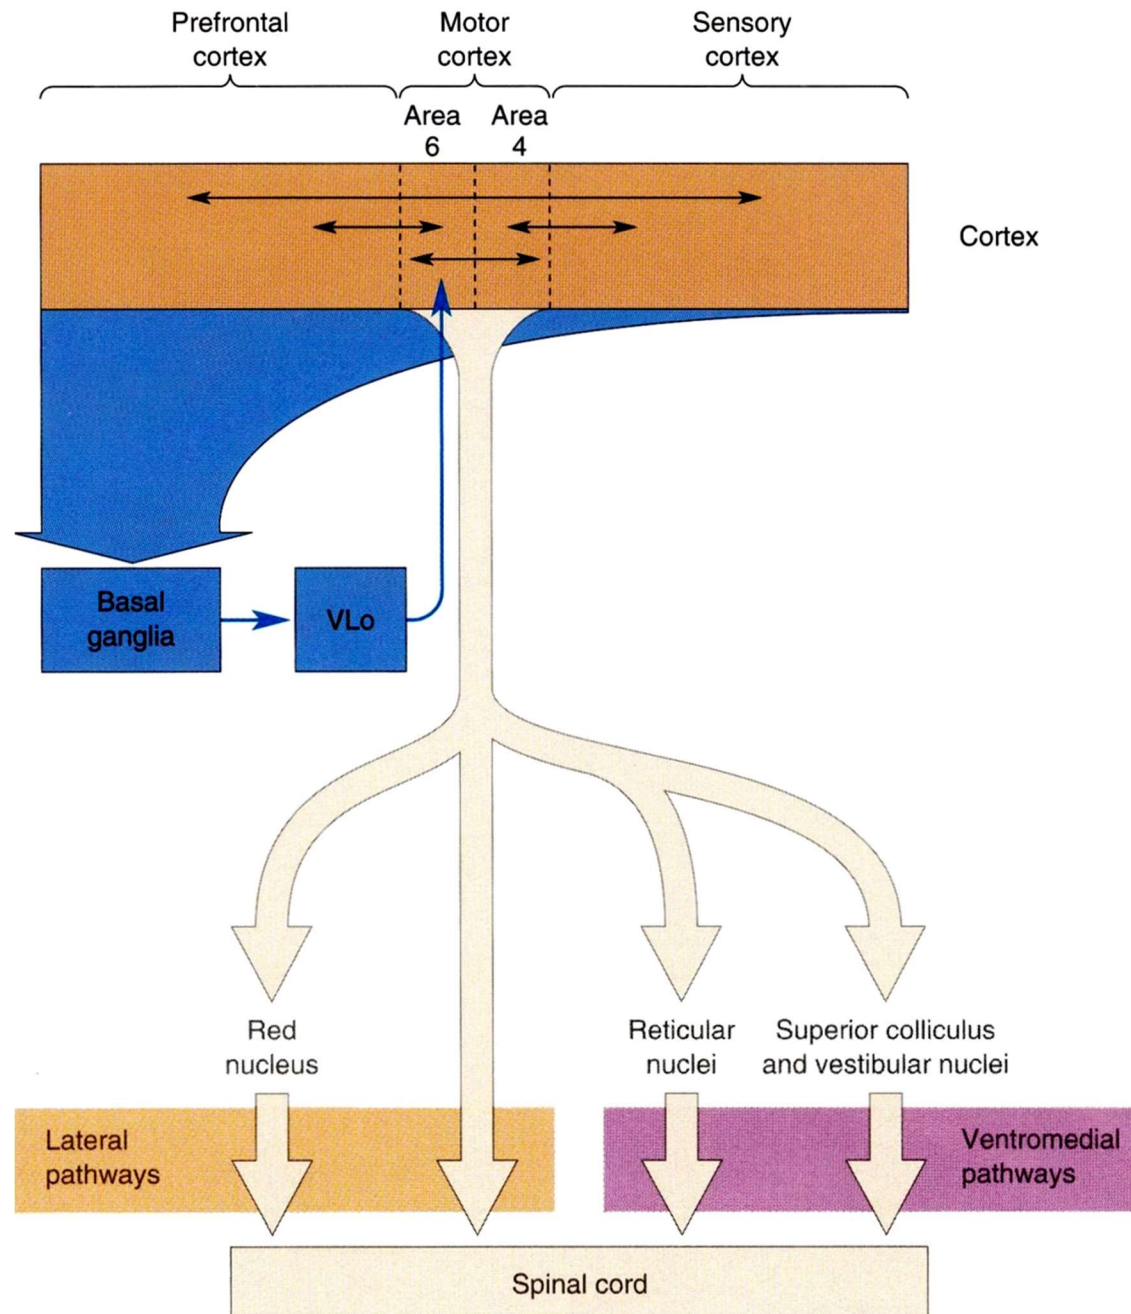 Prefrontal
cortex
Motor
cortex
Sensory
cortex
Area
6
Area
4
Cortex
Basal
ganglia
VLo
Red
nucleus
Reticular
nuclei
Superior colliculus
and vestibular nuclei
Lateral
pathways
Ventromedial
pathways
Spinal cord